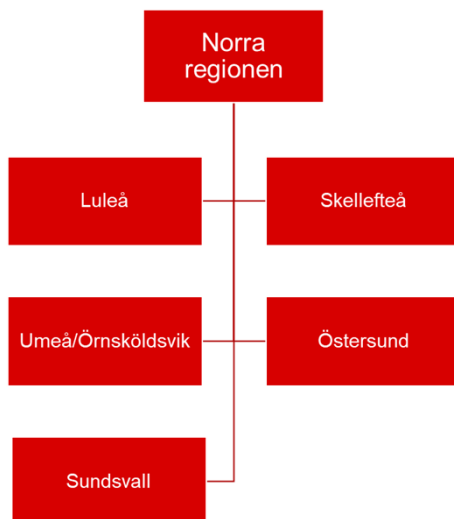 Norra
regionen
Luleå
Skellefteå
Umeå/Örnsköldsvik
Östersund
Sundsvall